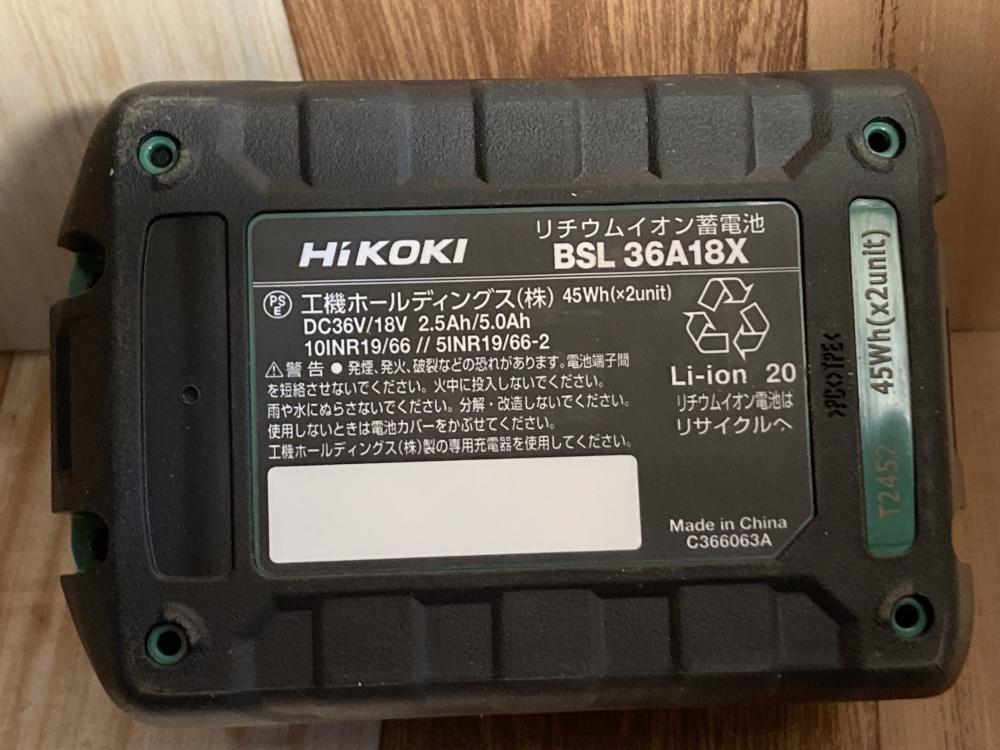 HiKOKI
リチウムイオン蓄電池
BSL 36A18X
PS
E
工機ホールディングス(株) 45Wh(×2unit)
DC36V/18V 2.5Ah/5.0Ah
10INR19/66 // 5INR19/66-2
⚠警告 ● 発煙、発火、破裂などの恐れがあります。電池端子間
を短絡させないでください。火中に投入しないでください。
雨や水にぬらさないでください。分解・改造しないでください。
使用しないときは電池カバーをかぶせてください。
工機ホールディングス(株)製の専用充電器を使用してください。
Li-ion 20
リチウムイオン電池は
リサイクルへ
Made in China
C366063A
T2452 45Wh(x2unit)